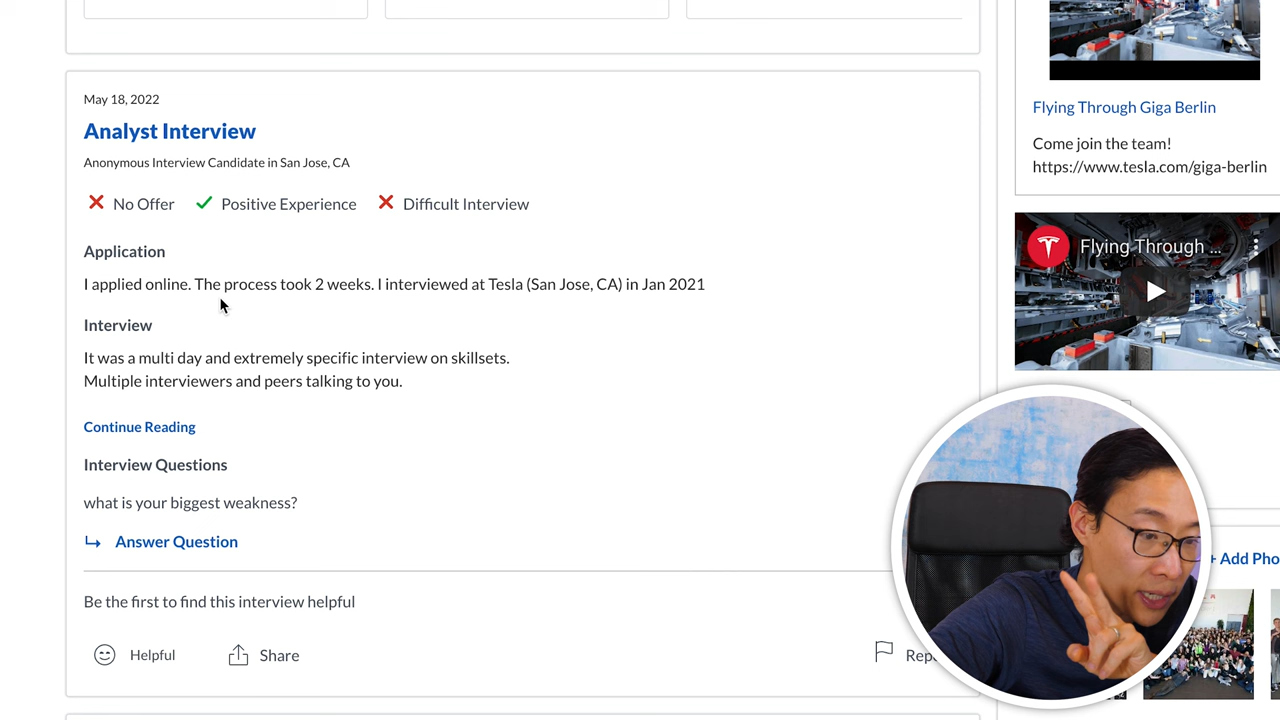 May 18, 2022
Analyst Interview
Anonymous Interview Candidate in San Jose, CA
No Offer Positive Experience Difficult Interview
Application
I applied online. The process took 2 weeks. I interviewed at Tesla (San Jose, CA) in Jan 2021
Interview
It was a multi day and extremely specific interview on skillsets.
Multiple interviewers and peers talking to you.
Continue Reading
Interview Questions
what is your biggest weakness?
Answer Question
Be the first to find this interview helpful
Helpful Share
Flying Through Giga Berlin
Come join the team!
https://www.tesla.com/giga-berlin
Flying Through ...
+ Add